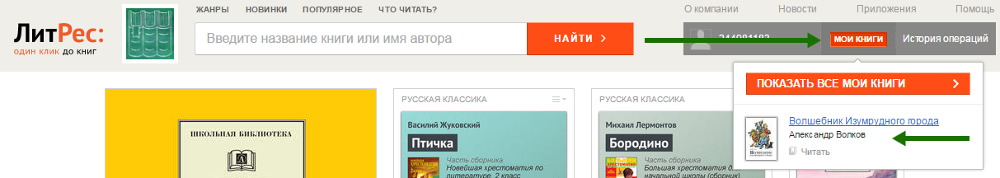 ЖАНРЫ НОВИНКИ ПОПУЛЯРНОЕ ЧТО ЧИТАТЬ?
О компании Новости Приложения Помощь
ЛитРес:
один клик до книг
Введите название книги или имя автора
НАЙТИ
МОИ КНИГИ
История операций
ПОКАЗАТЬ ВСЕ МОИ КНИГИ
Волшебник Изумрудного города
Александр Волков
Читать
ШКОЛЬНАЯ БИБЛИОТЕКА
РУССКАЯ КЛАССИКА
Василий Жуковский
Птичка
Часть сборника
Новейшая хрестоматия по
литературе. 2 класс
РУССКАЯ КЛАССИКА
Михаил Лермонтов
Бородино
Часть сборника
Большая хрестоматия для
начальной школы (сборник)